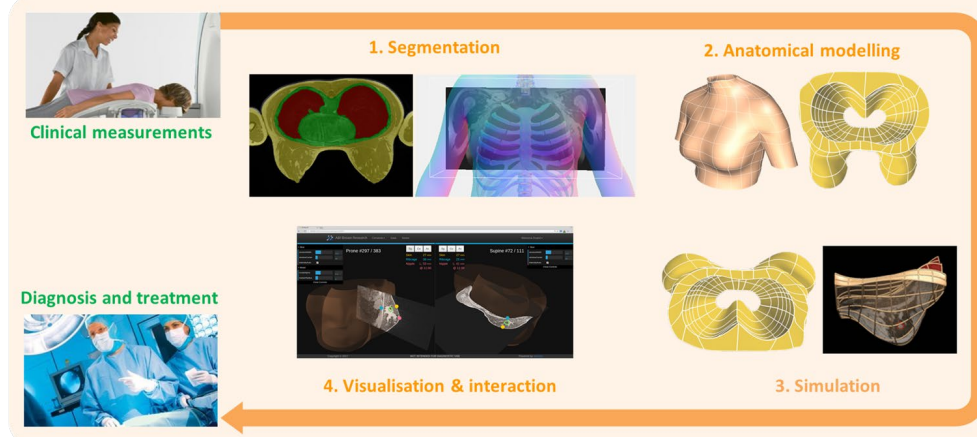 1. Segmentation
2. Anatomical modelling
Clinical measurements
Prone #297 / 383
Supine #72 / 111
Diagnosis and treatment
4. Visualisation & interaction
3. Simulation